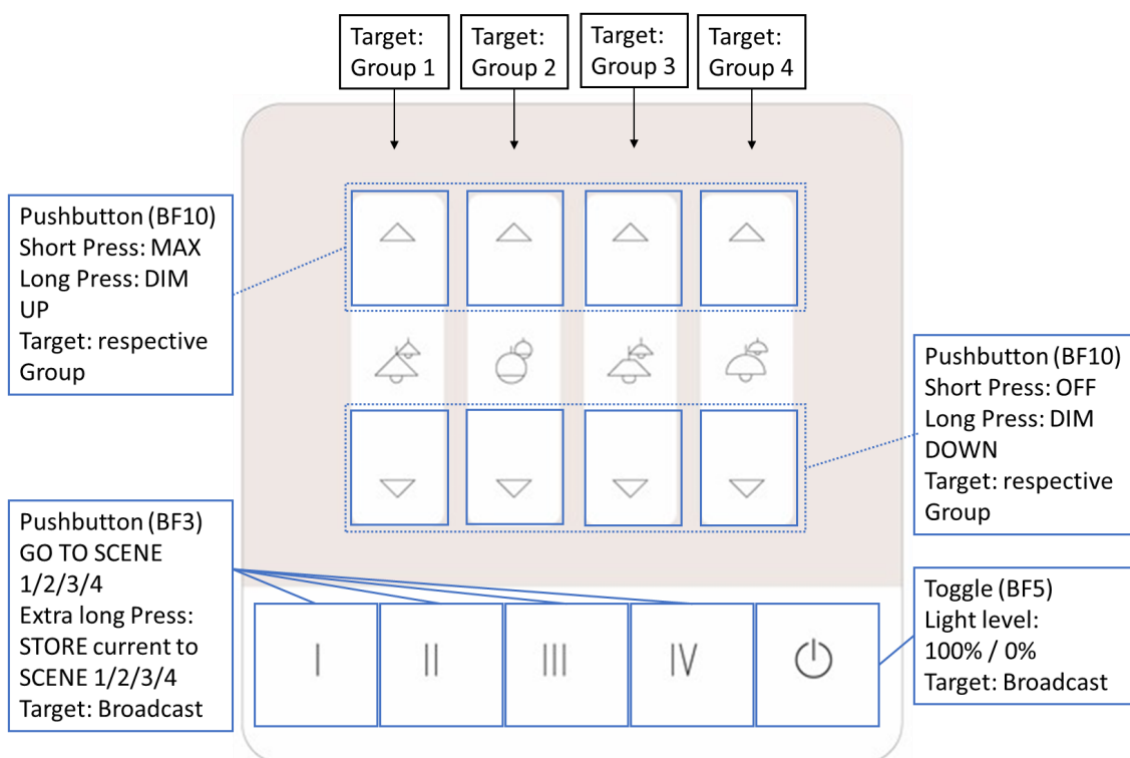 Target:
Group 1
Target:
Group 2
Target:
Group 3
Target:
Group 4
Pushbutton (BF10)
Short Press: MAX
Long Press: DIM
UP
Target: respective
Group
Pushbutton (BF10)
Short Press: OFF
Long Press: DIM
DOWN
Target: respective
Group
Pushbutton (BF3)
GO TO SCENE
1/2/3/4
Extra long Press:
STORE current to
SCENE 1/2/3/4
Target: Broadcast
Toggle (BF5)
Light level:
100% / 0%
Target: Broadcast
I
II
III
IV